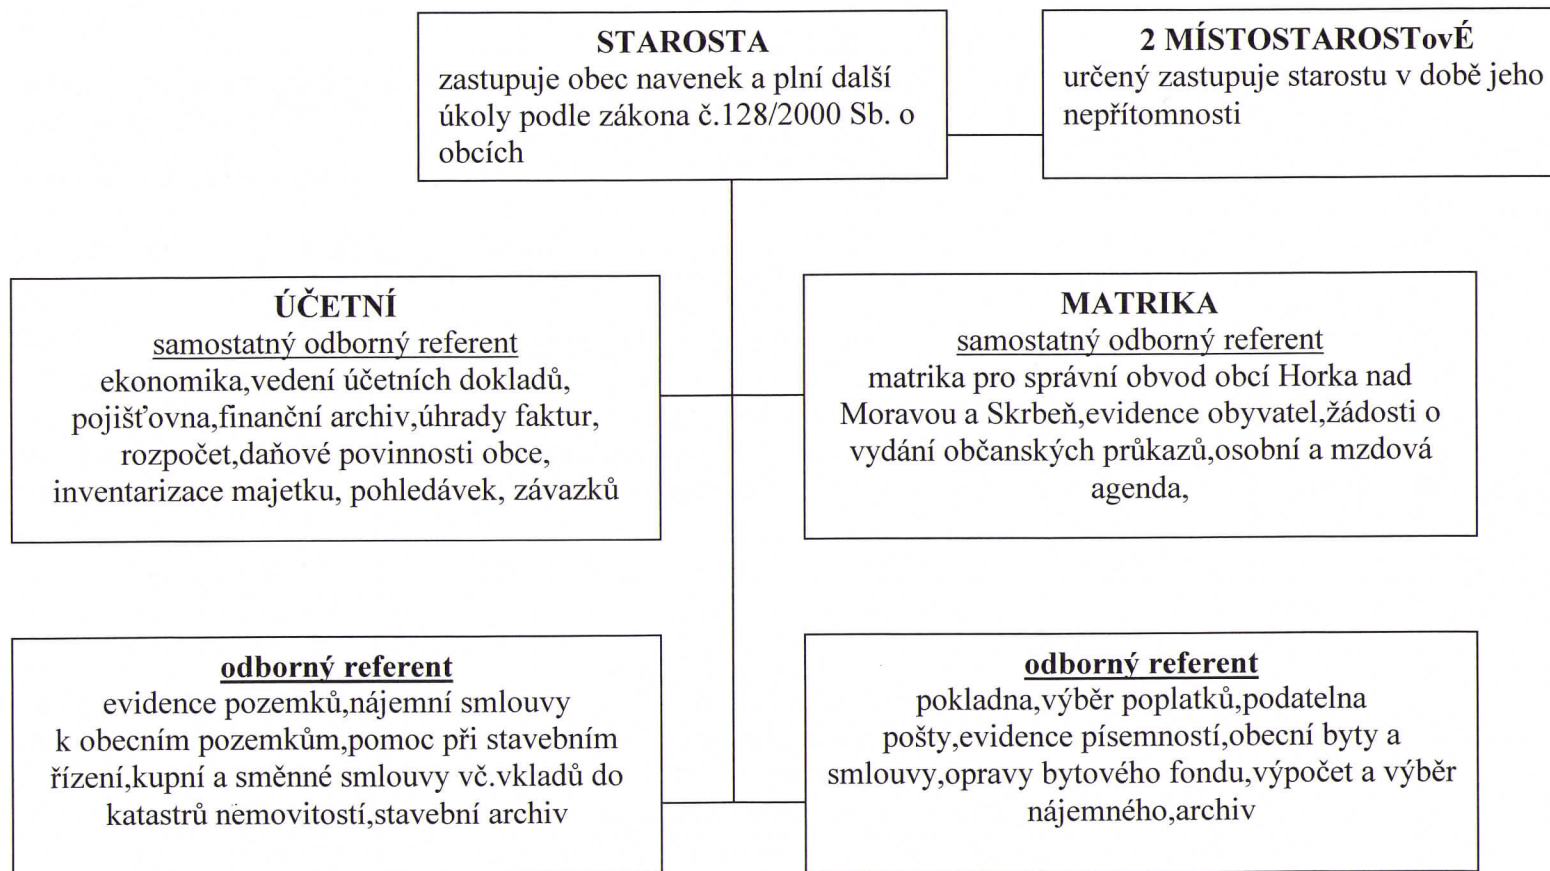 STAROSTA
zastupuje obec navenek a plní další
úkoly podle zákona č.128/2000 Sb. o
obcích
2 MÍSTOSTAROSTovÉ
určený zastupuje starostu v době jeho
nepřítomnosti
ÚČETNÍ
samostatný odborný referent
ekonomika,vedení účetních dokladů,
pojišťovna,finanční archiv,úhrady faktur,
rozpočet,daňové povinnosti obce,
inventarizace majetku, pohledávek, závazků
MATRIKA
samostatný odborný referent
matrika pro správní obvod obcí Horka nad
Moravou a Skrbeň,evidence obyvatel,žádosti o
vydání občanských průkazů,osobní a mzdová
agenda,
odborný referent
evidence pozemků,nájemní smlouvy
k obecním pozemkům,pomoc při stavebním
řízení,kupní a směnné smlouvy vč.vkladů do
katastrů nemovitostí,stavební archiv
odborný referent
pokladna,výběr poplatků,podatelna
pošty,evidence písemností,obecní byty a
smlouvy,opravy bytového fondu,výpočet a výběr
nájemného,archiv